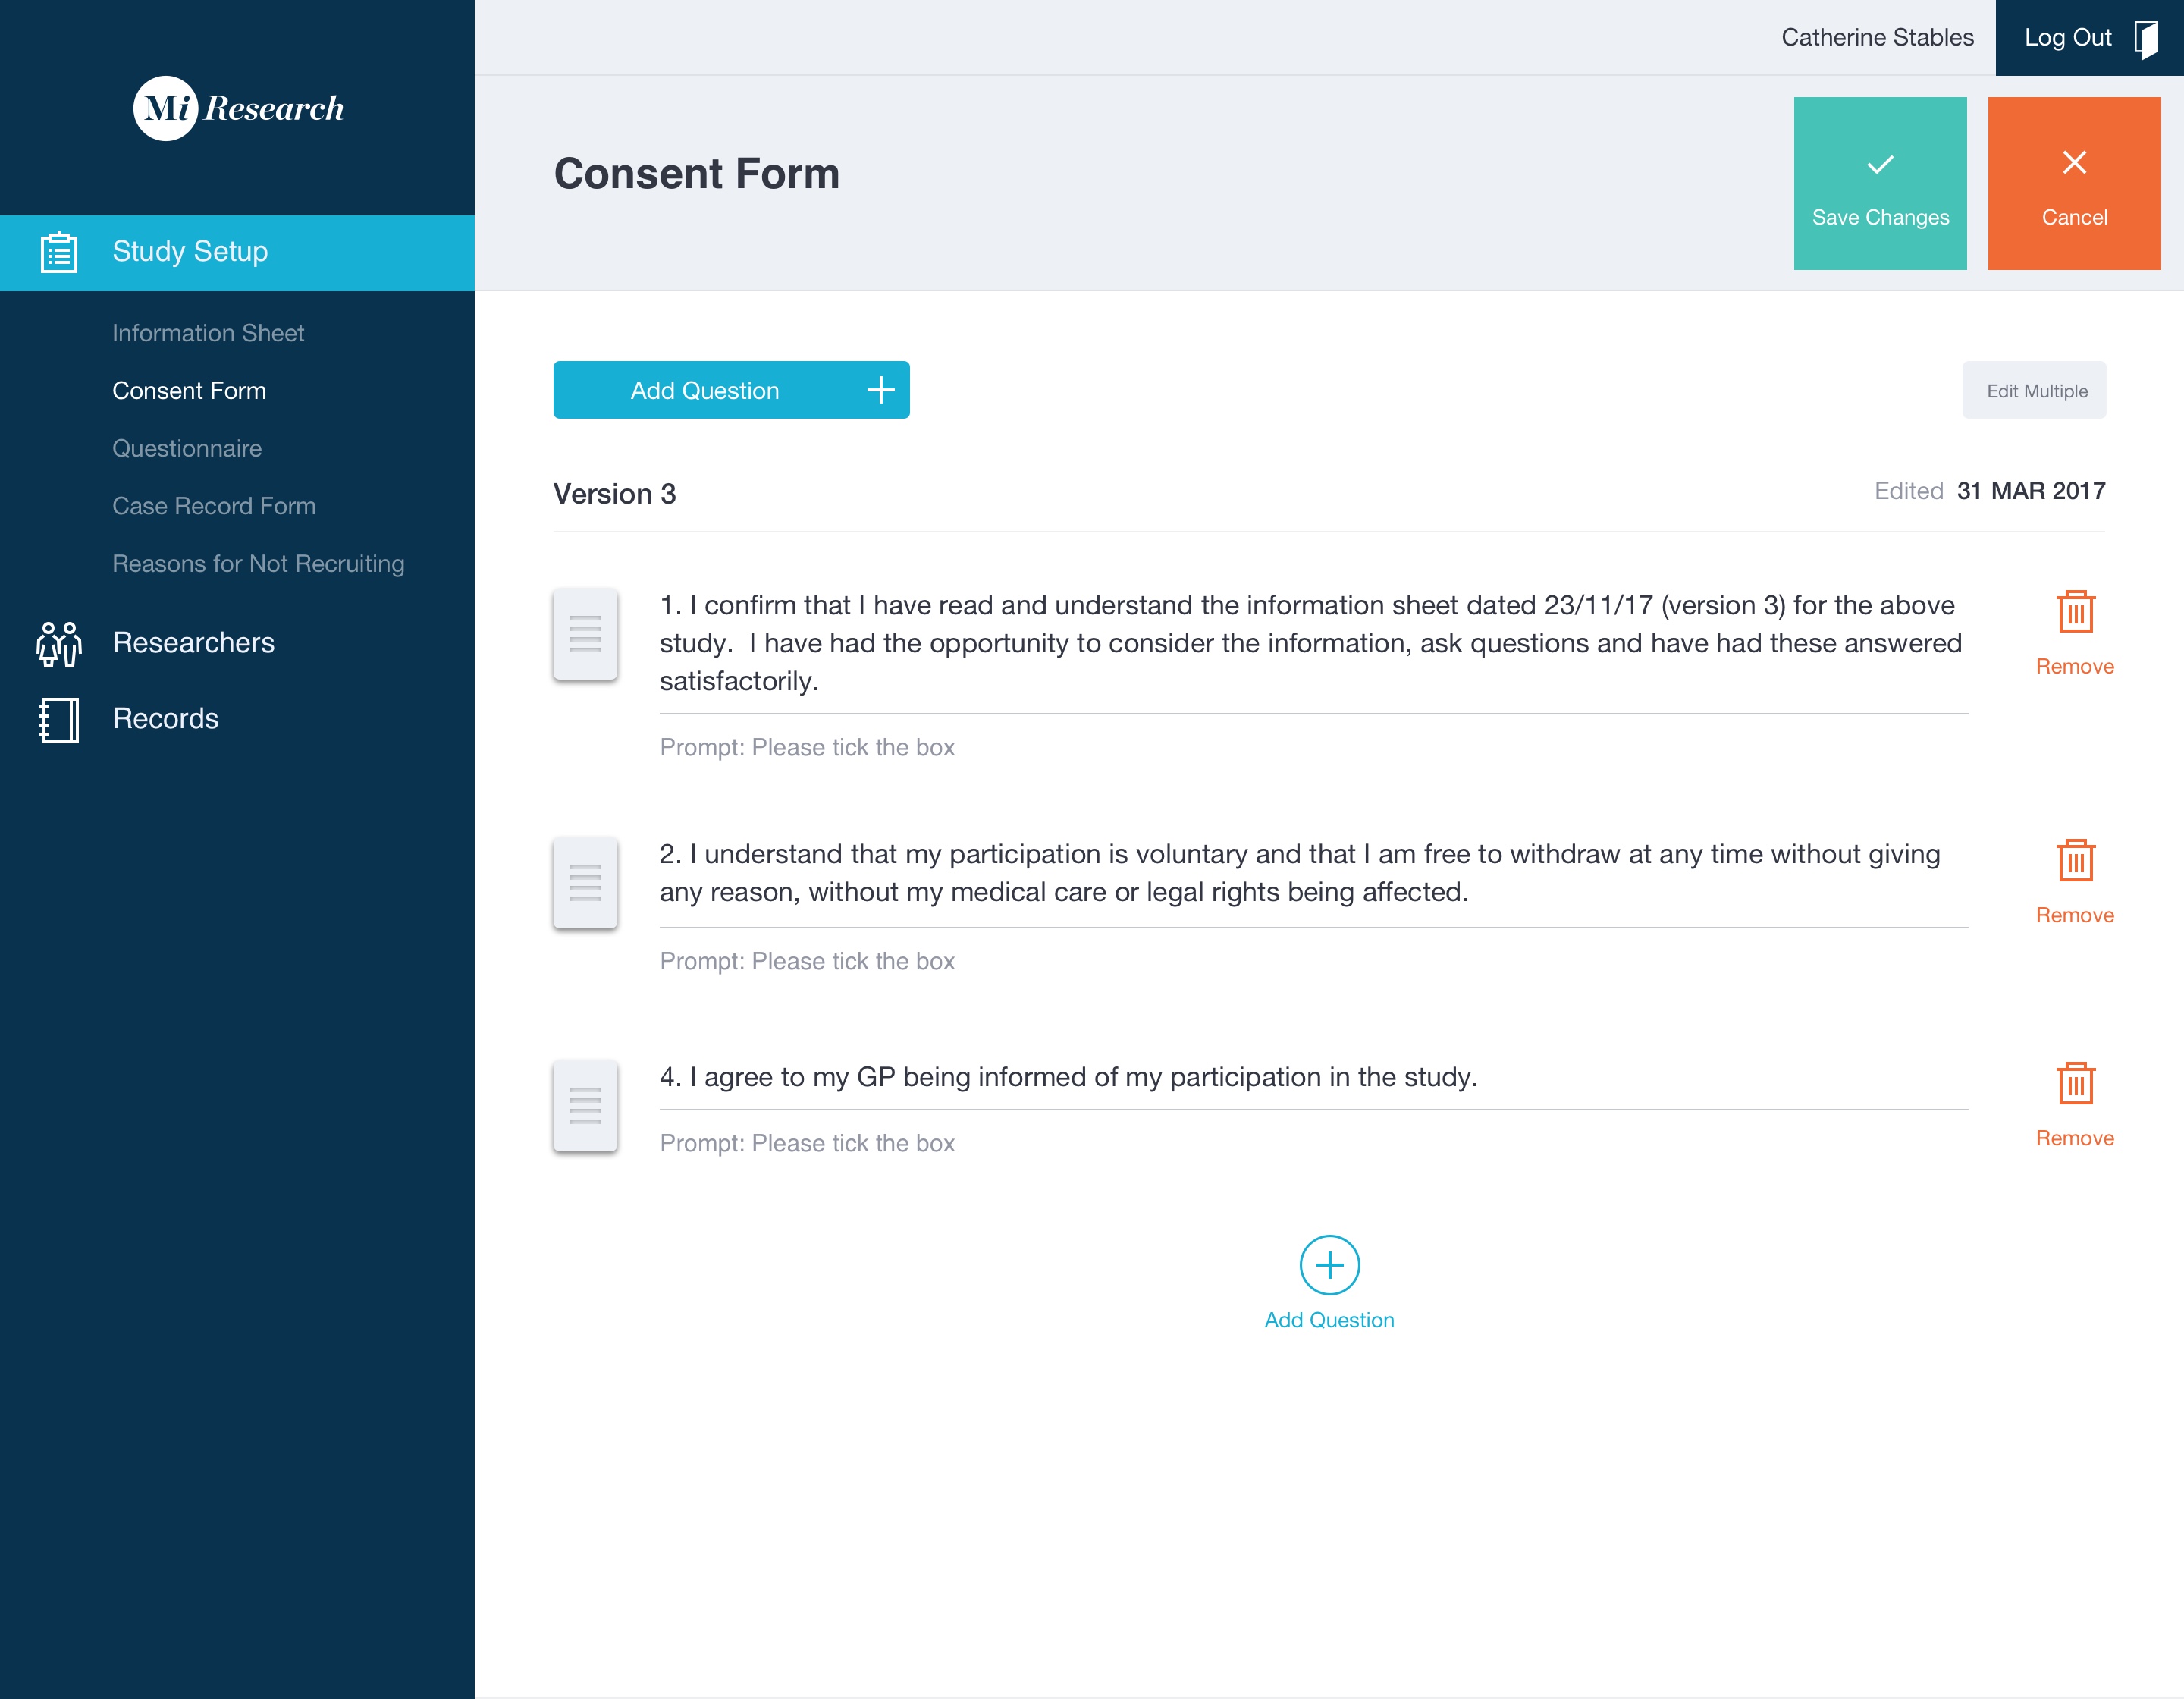 Catherine Stables
Log Out
Mi Research
Consent Form
Save Changes
Cancel
Study Setup
Information Sheet
Consent Form
Questionnaire
Case Record Form
Reasons for Not Recruiting
Researchers
Records
Add Question
Edit Multiple
Version 3
Edited 31 MAR 2017
1. I confirm that I have read and understand the information sheet dated 23/11/17 (version 3) for the above
study.  I have had the opportunity to consider the information, ask questions and have had these answered
satisfactorily.
Remove
Prompt: Please tick the box
2. I understand that my participation is voluntary and that I am free to withdraw at any time without giving
any reason, without my medical care or legal rights being affected.
Remove
Prompt: Please tick the box
4. I agree to my GP being informed of my participation in the study.
Remove
Prompt: Please tick the box
Add Question